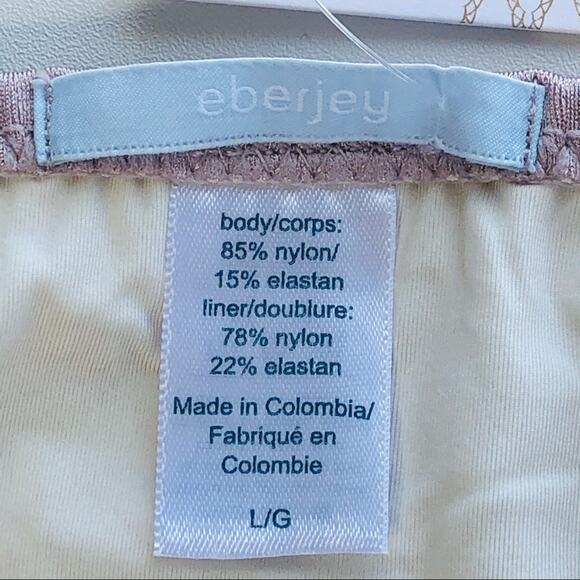 eberjey
body/corps:
85% nylon/
15% elastan
liner/doublure:
78% nylon
22% elastan
Made in Colombia/
Fabriqué en
Colombie
L/G